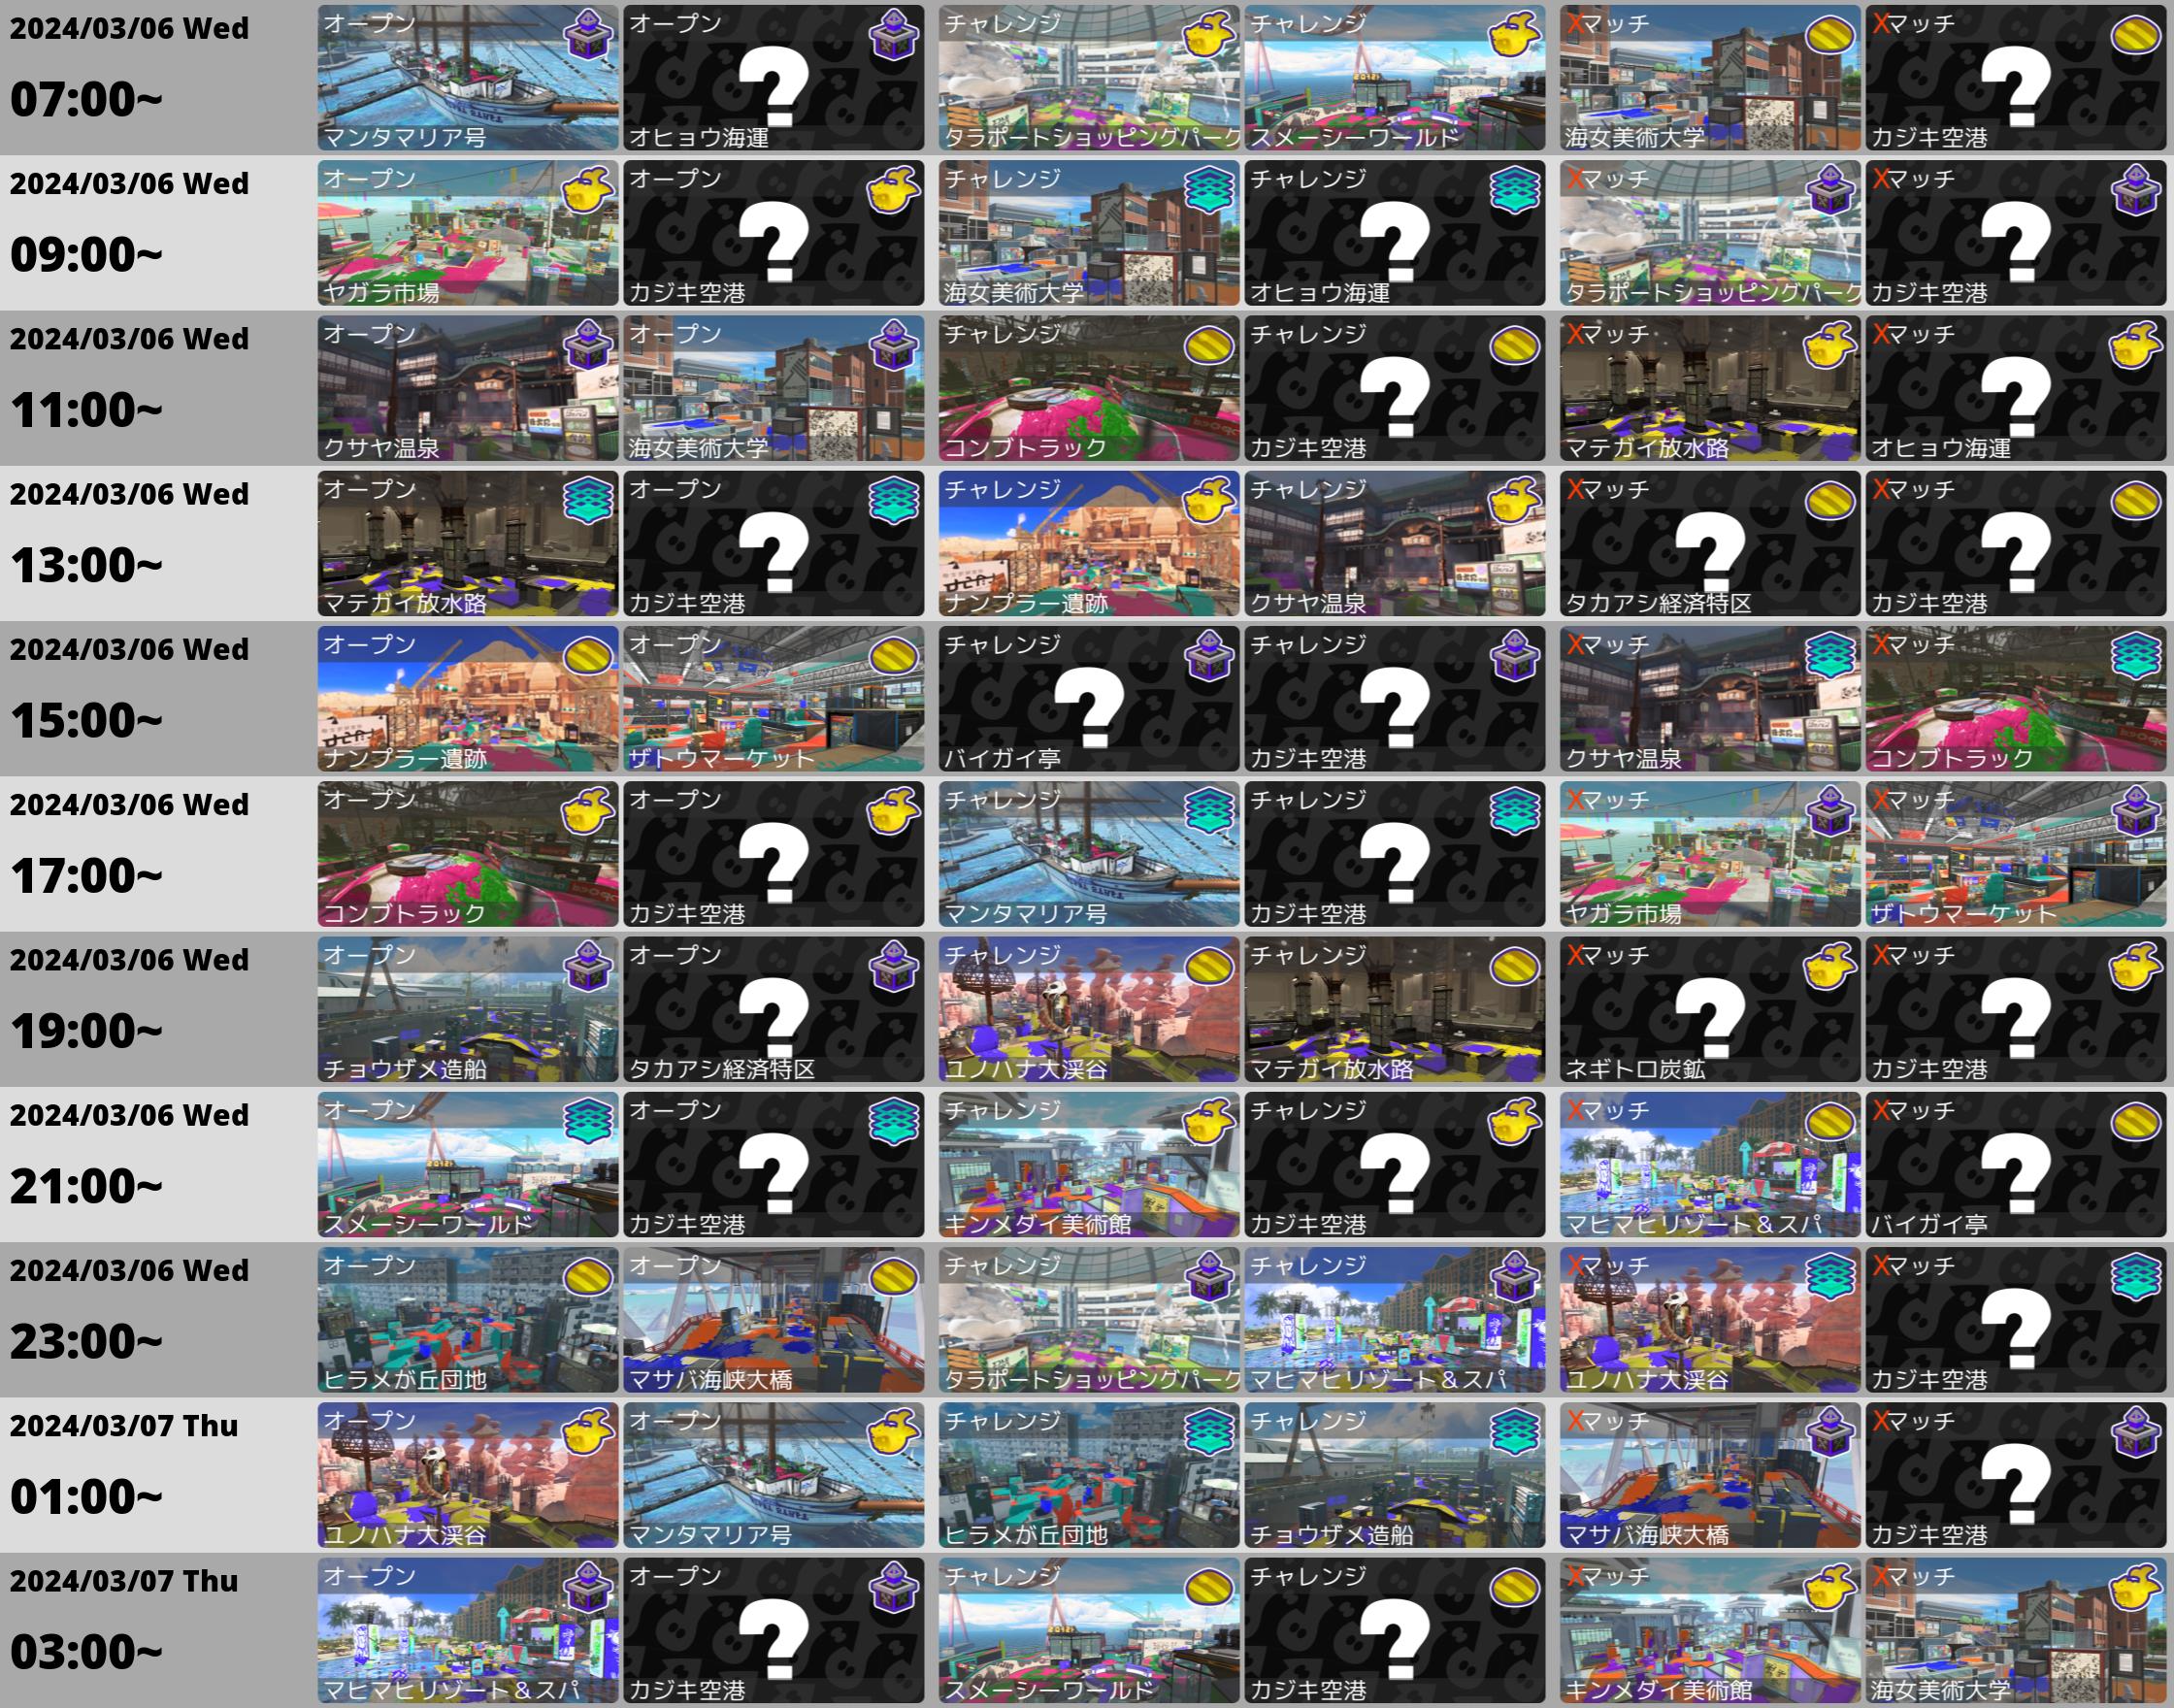 2024/03/06 Wed
07:00~
オープン
マンタマリア号
オープン
オヒョウ海運
チャレンジ
タラポートショッピングパーク
チャレンジ
スメーシーワールド
Xマッチ
海女美術大学
Xマッチ
カジキ空港
2024/03/06 Wed
09:00~
オープン
ヤガラ市場
オープン
カジキ空港
チャレンジ
海女美術大学
チャレンジ
オヒョウ海運
Xマッチ
タラポートショッピングパーク
Xマッチ
カジキ空港
2024/03/06 Wed
11:00~
オープン
クサヤ温泉
オープン
海女美術大学
チャレンジ
コンブトラック
チャレンジ
カジキ空港
Xマッチ
マテガイ放水路
Xマッチ
オヒョウ海運
2024/03/06 Wed
13:00~
オープン
マテガイ放水路
オープン
カジキ空港
チャレンジ
ナンプラー遺跡
チャレンジ
クサヤ温泉
Xマッチ
タカアシ経済特区
Xマッチ
カジキ空港
2024/03/06 Wed
15:00~
オープン
ナンプラー遺跡
オープン
ザトウマーケット
チャレンジ
バイガイ亭
チャレンジ
カジキ空港
Xマッチ
クサヤ温泉
Xマッチ
コンブトラック
2024/03/06 Wed
17:00~
オープン
コンブトラック
オープン
カジキ空港
チャレンジ
マンタマリア号
チャレンジ
カジキ空港
Xマッチ
ヤガラ市場
Xマッチ
ザトウマーケット
2024/03/06 Wed
19:00~
オープン
チョウザメ造船
オープン
タカアシ経済特区
チャレンジ
ユノハナ大渓谷
チャレンジ
マテガイ放水路
Xマッチ
ネギトロ炭鉱
Xマッチ
カジキ空港
2024/03/06 Wed
21:00~
オープン
スメーシーワールド
オープン
カジキ空港
チャレンジ
キンメダイ美術館
チャレンジ
カジキ空港
Xマッチ
マヒマヒリゾート＆スパ
Xマッチ
バイガイ亭
2024/03/06 Wed
23:00~
オープン
ヒラメが丘団地
オープン
マサバ海峡大橋
チャレンジ
タラポートショッピングパーク
チャレンジ
マヒマヒリゾート＆スパ
Xマッチ
ユノハナ大渓谷
Xマッチ
カジキ空港
2024/03/07 Thu
01:00~
オープン
ユノハナ大渓谷
オープン
マンタマリア号
チャレンジ
ヒラメが丘団地
チャレンジ
チョウザメ造船
Xマッチ
マサバ海峡大橋
Xマッチ
カジキ空港
2024/03/07 Thu
03:00~
オープン
マヒマヒリゾート＆スパ
オープン
カジキ空港
チャレンジ
スメーシーワールド
チャレンジ
カジキ空港
Xマッチ
キンメダイ美術館
Xマッチ
海女美術大学